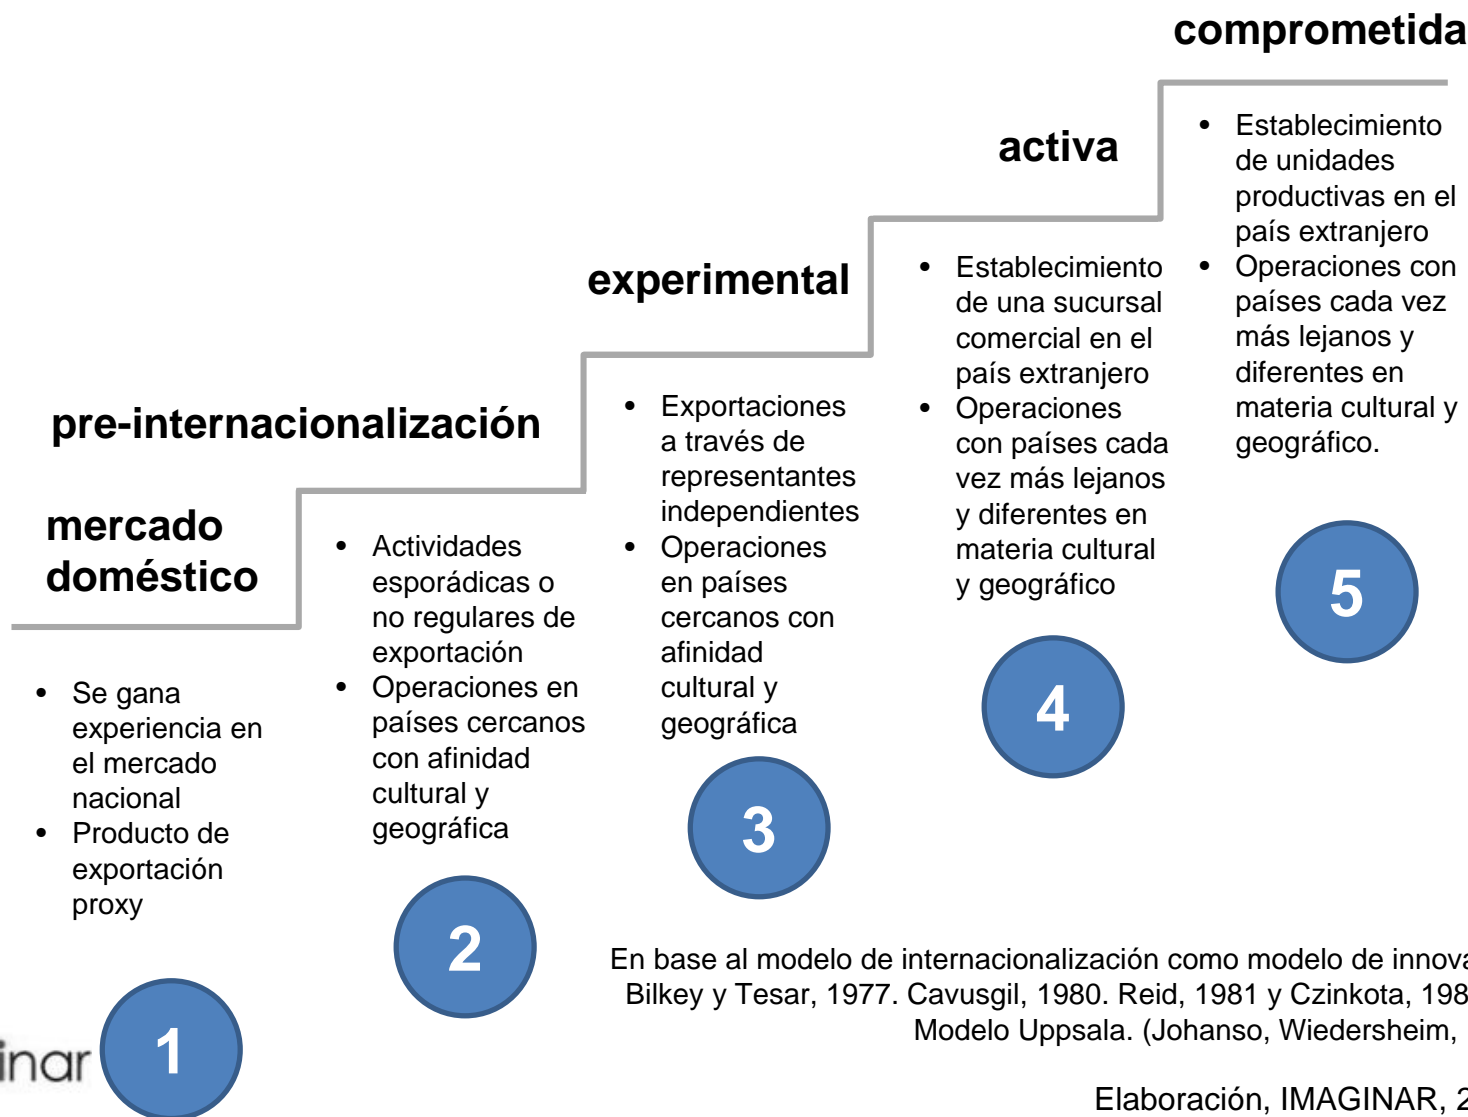 mercado
doméstico
• Se gana
experiencia en
el mercado
nacional
• Producto de
exportación
proxy
1
pre-internacionalización
• Actividades
esporádicas o
no regulares de
exportación
• Operaciones en
países cercanos
con afinidad
cultural y
geográfica
2
experimental
• Exportaciones
a través de
representantes
independientes
• Operaciones
en países
cercanos con
afinidad
cultural y
geográfica
3
activa
• Establecimiento
de una sucursal
comercial en el
país extranjero
• Operaciones
con países cada
vez más lejanos
y diferentes en
materia cultural
y geográfico
4
comprometida
• Establecimiento
de unidades
productivas en el
país extranjero
• Operaciones con
países cada vez
más lejanos y
diferentes en
materia cultural y
geográfico.
5
En base al modelo de internacionalización como modelo de innova
Bilkey y Tesar, 1977. Cavusgil, 1980. Reid, 1981 y Czinkota, 198
Modelo Uppsala. (Johanso, Wiedersheim,
Elaboración, IMAGINAR, 2
inar